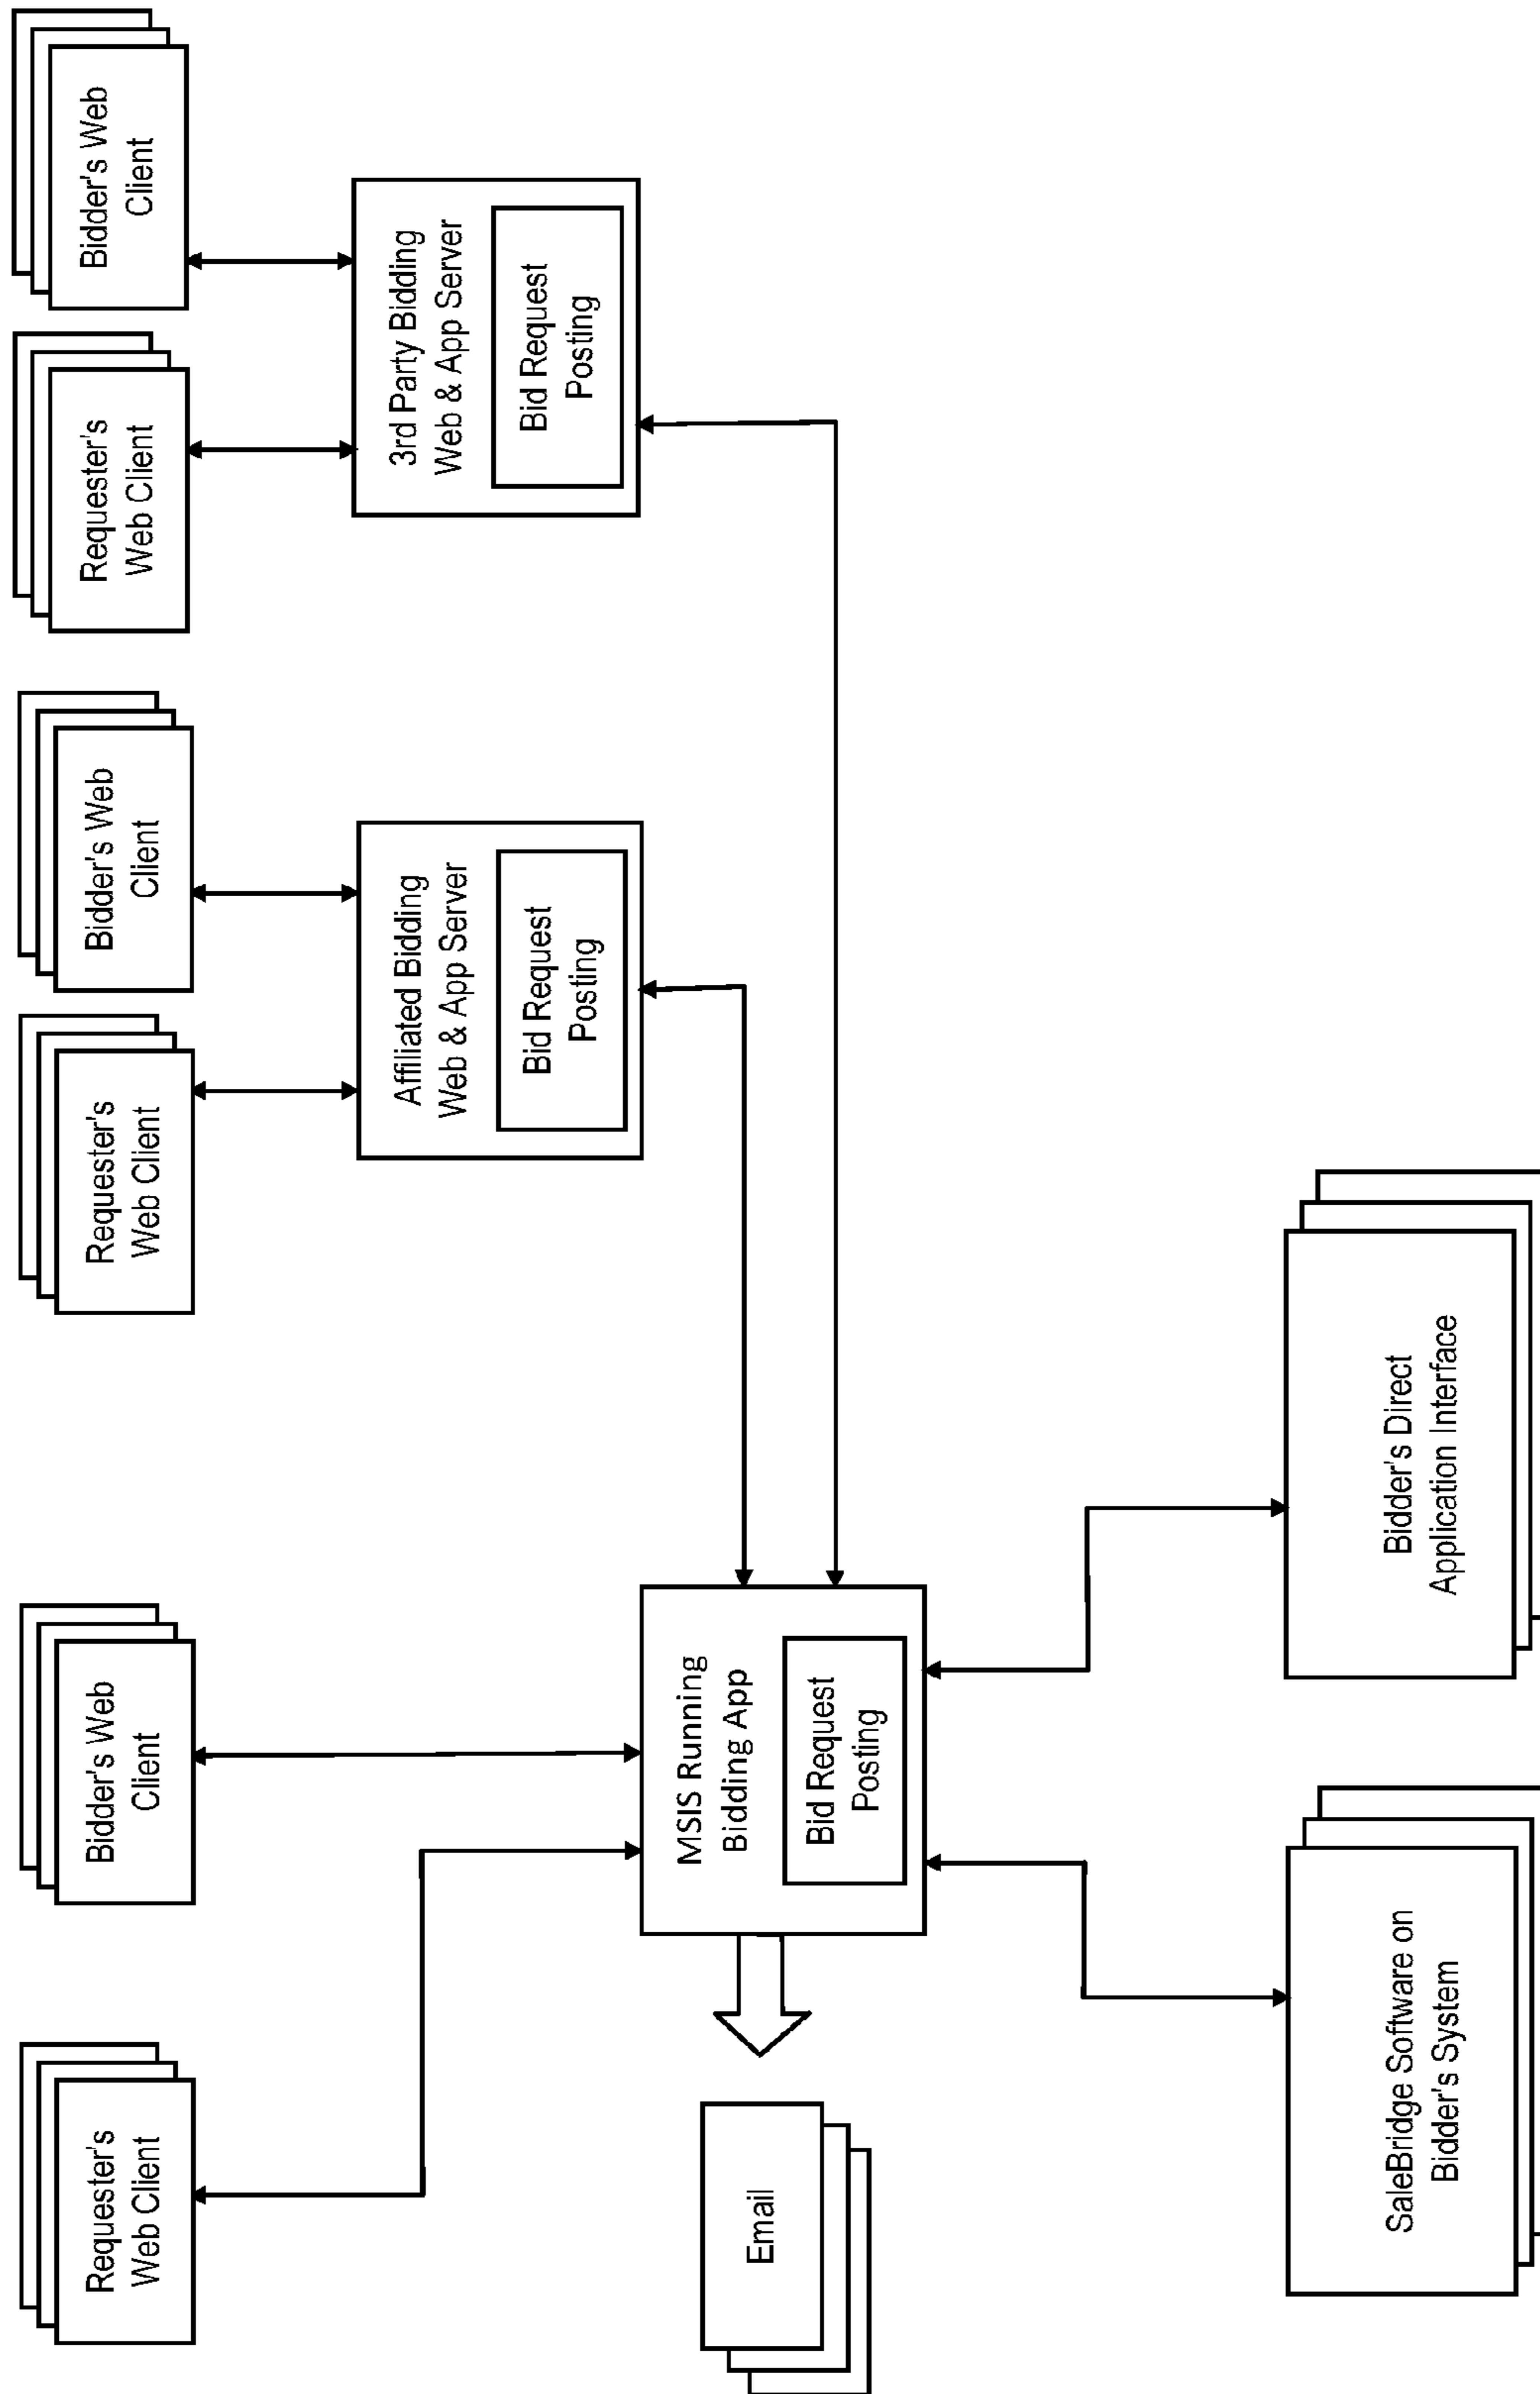 Requester's
Web Client
Bidder's Web
Client
Requester's
Web Client
Bidder's Web
Client
Requester's
Web Client
Bidder's Web
Client
Affiliated Bidding
Web & App Server
Bid Request
Posting
3rd Party Bidding
Web & App Server
Bid Request
Posting
Email
MSIS Running
Bidding App
Bid Request
Posting
SaleBridge Software on
Bidder's System
Bidder's Direct
Application Interface